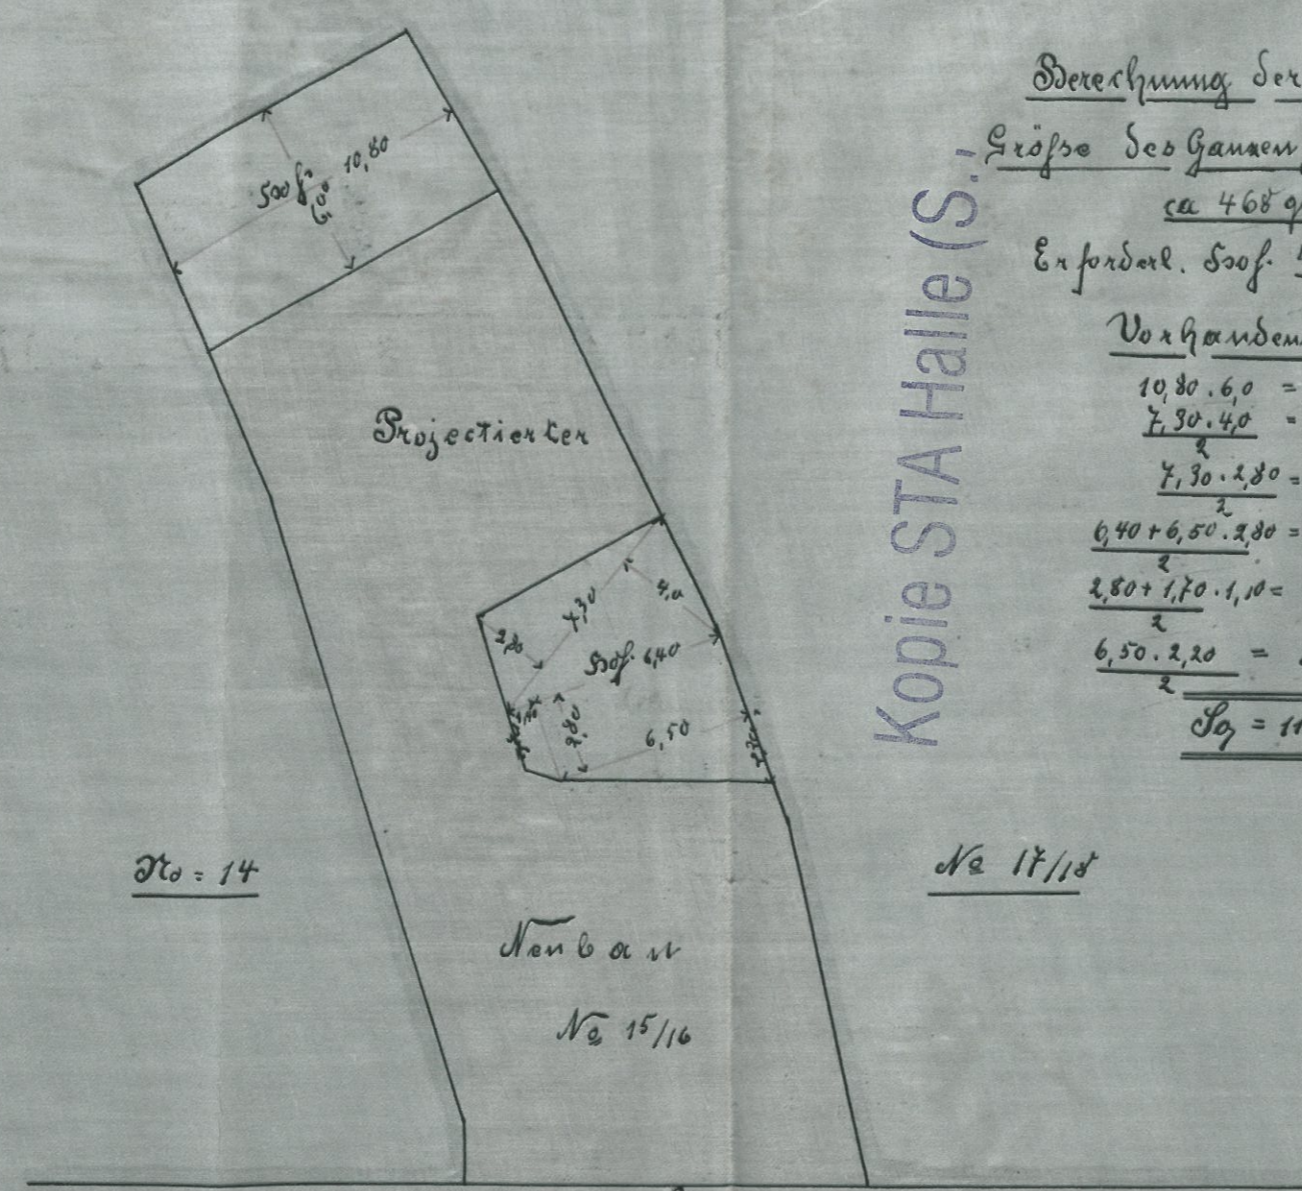 Berechnung der
Größe des Ganzen
ca 468 q
Erforderl. Hof.
Vorhanden
10,80 . 6,0 =
7,30 . 4,0 =
2
7,30 . 2,80 =
2
6,40 + 6,50 . 2,80 =
2
2,80 + 1,70 . 1,10 =
2
6,50 . 2,20 =
2
Sa = 11
Kopie STA Halle (S.)
Hof.
10,80
6,00
Projectierter
4,0
7,30
2,80
Hof. 6,40
2,80
6,50
No = 14
No 17/18
Neubau
No 15/16